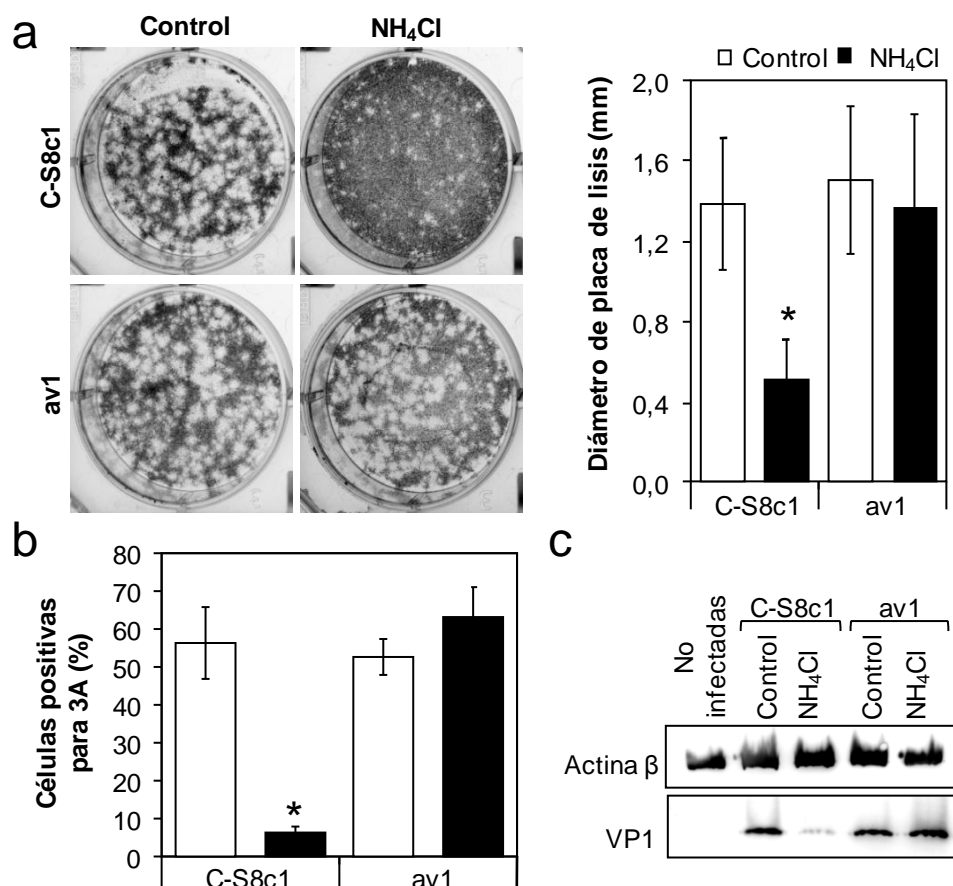 a
Control NH₄Cl
C-S8c1
av1
Control NH₄Cl
Diámetro de placa de lisis (mm)
2,0
1,6
1,2
0,8
0,4
0,0
*
C-S8c1 av1
b
Células positivas
para 3A (%)
80
70
60
50
40
30
20
10
0
*
C-S8c1 av1
c
C-S8c1 av1
No
infectadas
Control
NH₄Cl
Control
NH₄Cl
Actina β
VP1